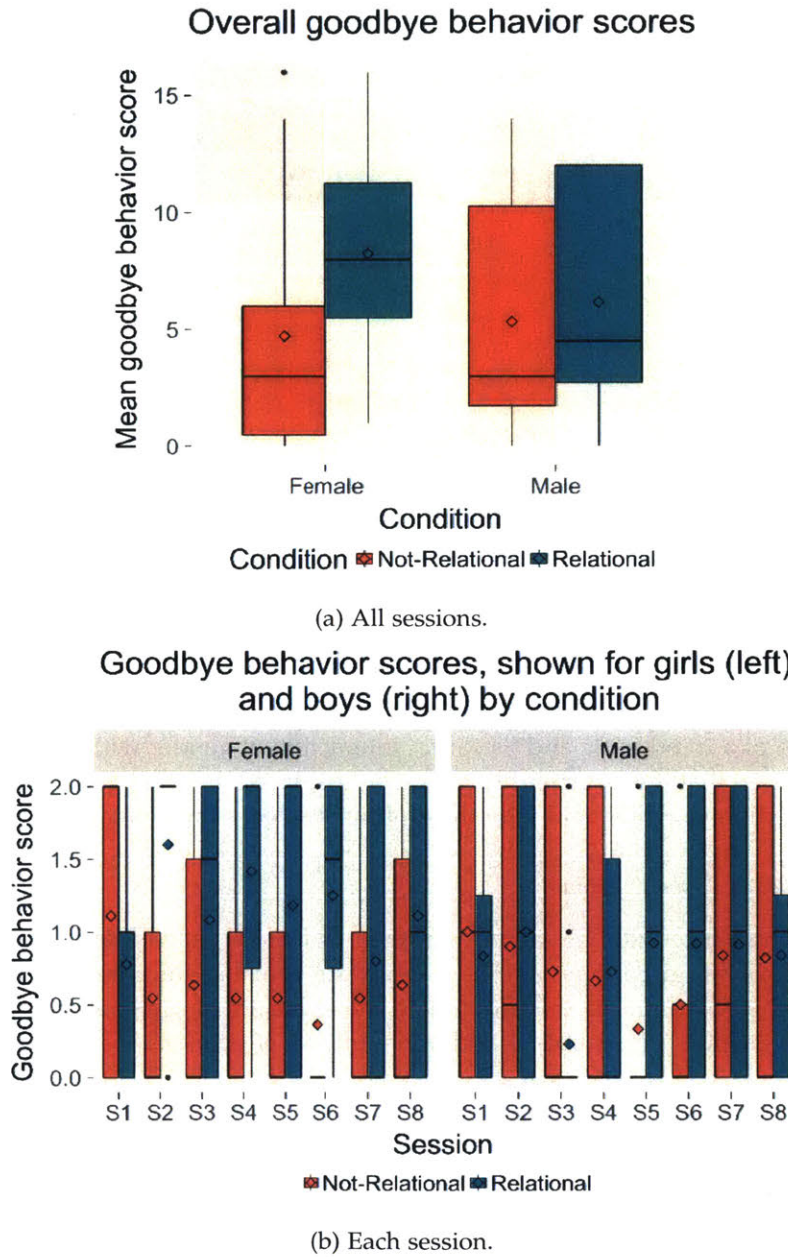 Overall goodbye behavior scores
Mean goodbye behavior score
15
10
5
0
Female Male
Condition
Condition Not-Relational Relational
(a) All sessions.
Goodbye behavior scores, shown for girls (left)
and boys (right) by condition
Female Male
Goodbye behavior score
2.0
1.5
1.0
0.5
0.0
S1 S2 S3 S4 S5 S6 S7 S8 S1 S2 S3 S4 S5 S6 S7 S8
Session
Not-Relational Relational
(b) Each session.